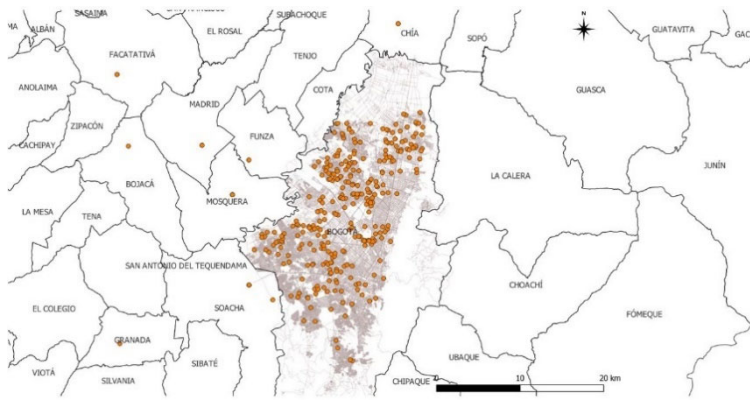 SASAIMA
SUBACHOQUE
N
ALBÁN
EL ROSAL
CHÍA
SOPÓ
GUATAVITA
GAC
FACATATIVÁ
TENJO
ANOLAIMA
MADRID
COTA
GUASCA
ZIPACÓN
FUNZA
CACHIPAY
JUNÍN
BOJACÁ
LA CALERA
MOSQUERA
LA MESA
TENA
BOGOTÁ
SAN ANTONIO DEL TEQUENDAMA
CHOACHÍ
EL COLEGIO
SOACHA
FÓMEQUE
GRANADA
UBAQUE
SIBATÉ
VIOTÁ
SILVANIA
CHIPAQUE
0 10 20 km